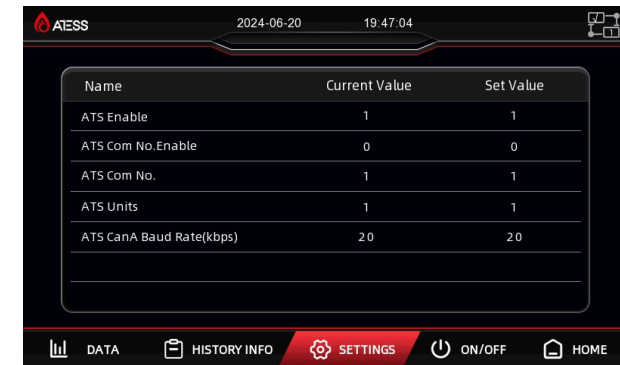 ATESS 2024-06-20 19:47:04
1
Name Current Value Set Value
ATS Enable 1 1
ATS Com No.Enable 0 0
ATS Com No. 1 1
ATS Units 1 1
ATS CanA Baud Rate(kbps) 20 20
DATA HISTORY INFO SETTINGS ON/OFF HOME